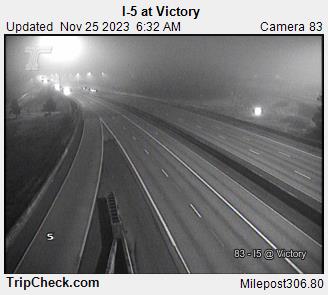 I-5 at Victory
Updated Nov 25 2023 6:32 AM Camera 83
S
83 - I5 @ Victory
TripCheck.com Milepost306.80